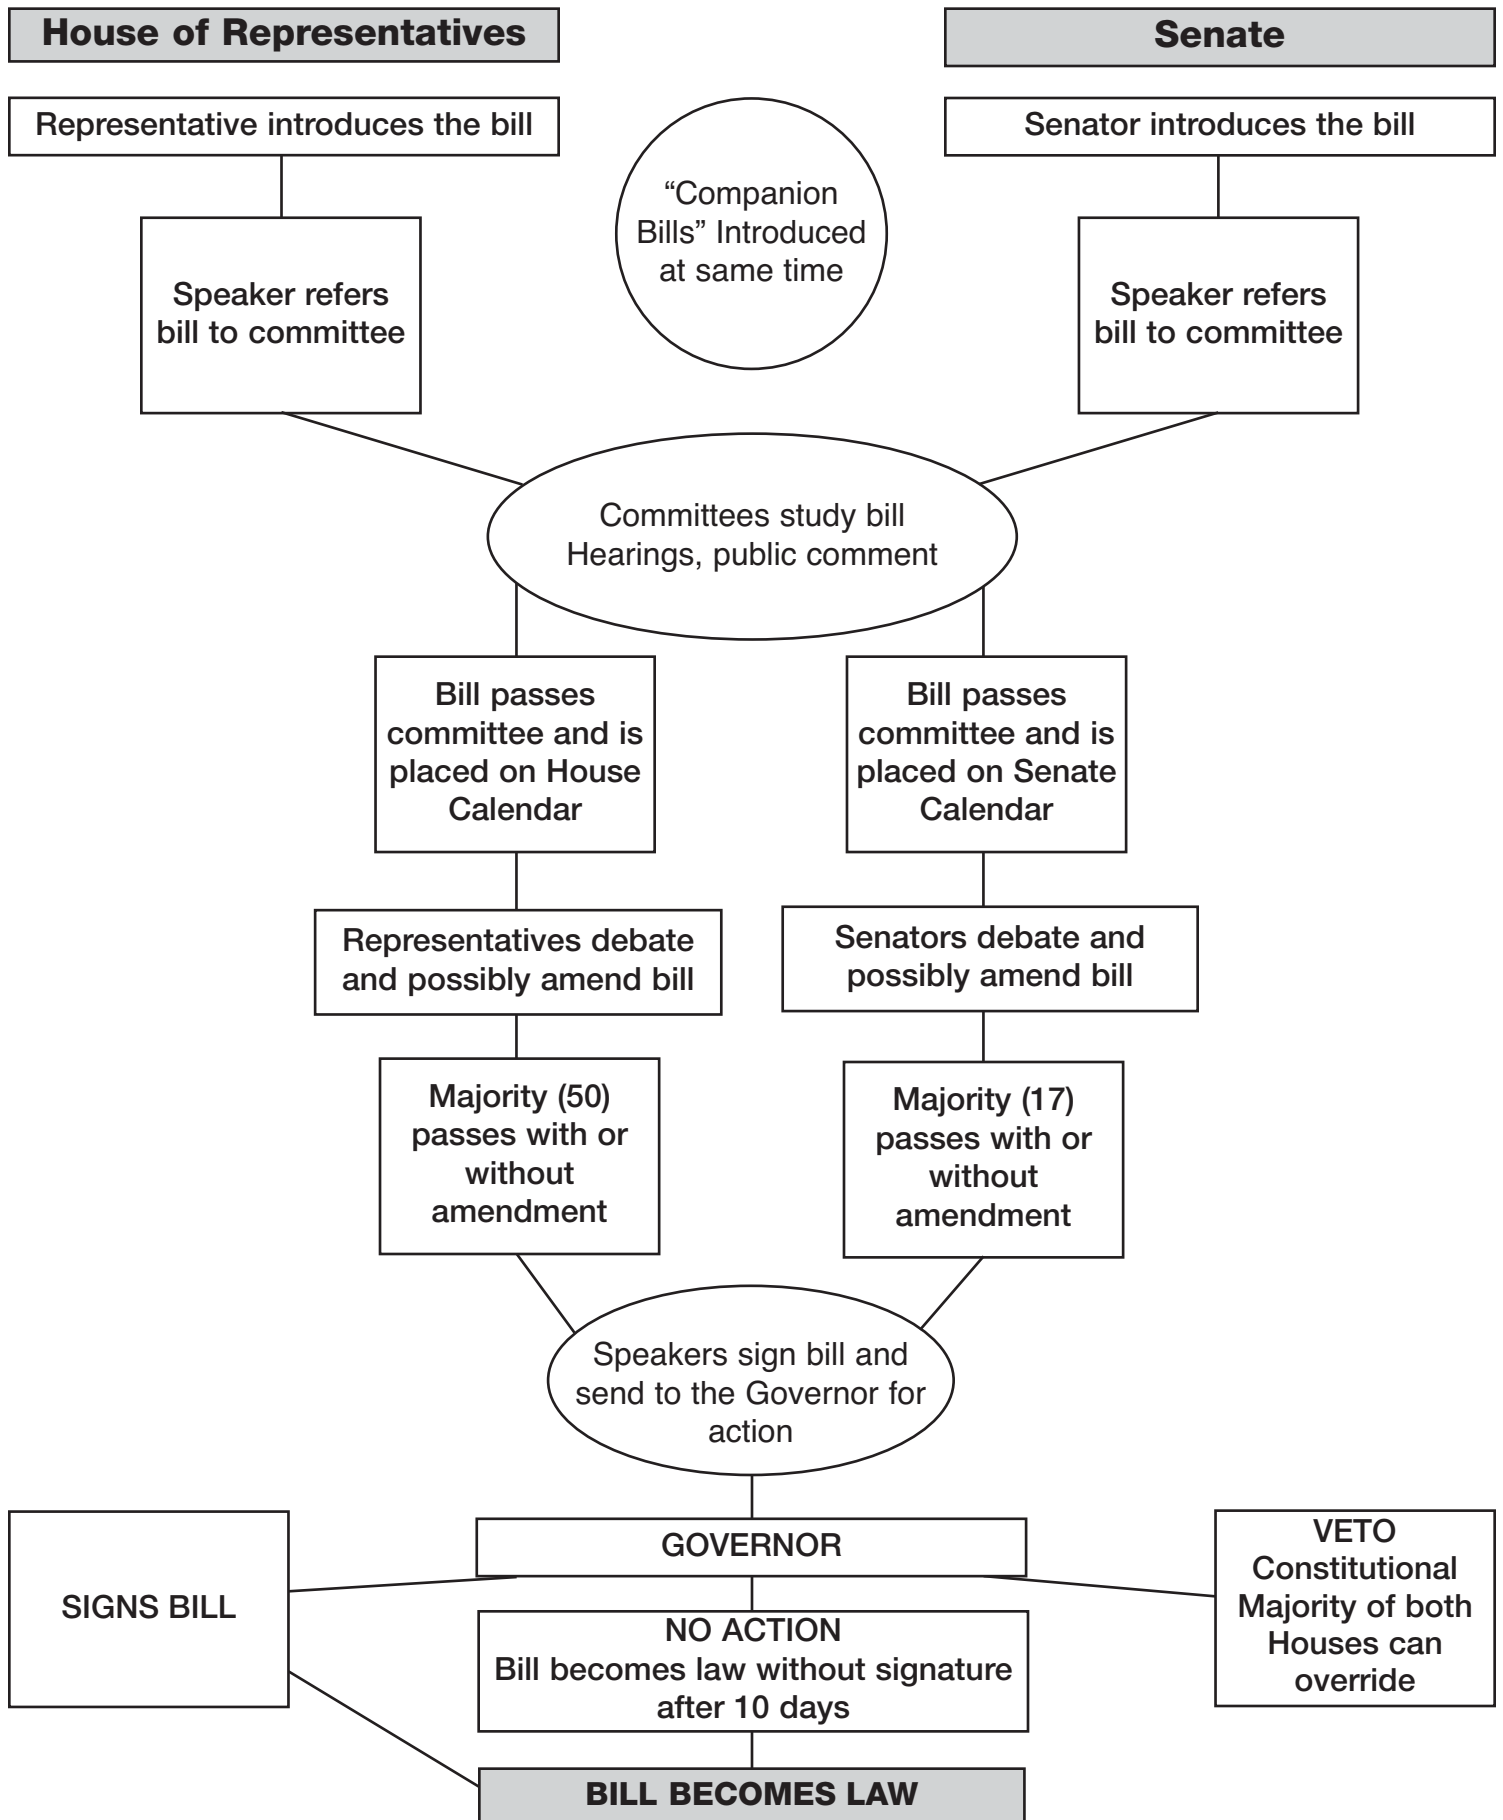 House of Representatives
Senate
Representative introduces the bill
Senator introduces the bill
“Companion
Bills” Introduced
at same time
Speaker refers
bill to committee
Speaker refers
bill to committee
Committees study bill
Hearings, public comment
Bill passes
committee and is
placed on House
Calendar
Bill passes
committee and is
placed on Senate
Calendar
Representatives debate
and possibly amend bill
Senators debate and
possibly amend bill
Majority (50)
passes with or
without
amendment
Majority (17)
passes with or
without
amendment
Speakers sign bill and
send to the Governor for
action
GOVERNOR
SIGNS BILL
NO ACTION
Bill becomes law without signature
after 10 days
VETO
Constitutional
Majority of both
Houses can
override
BILL BECOMES LAW